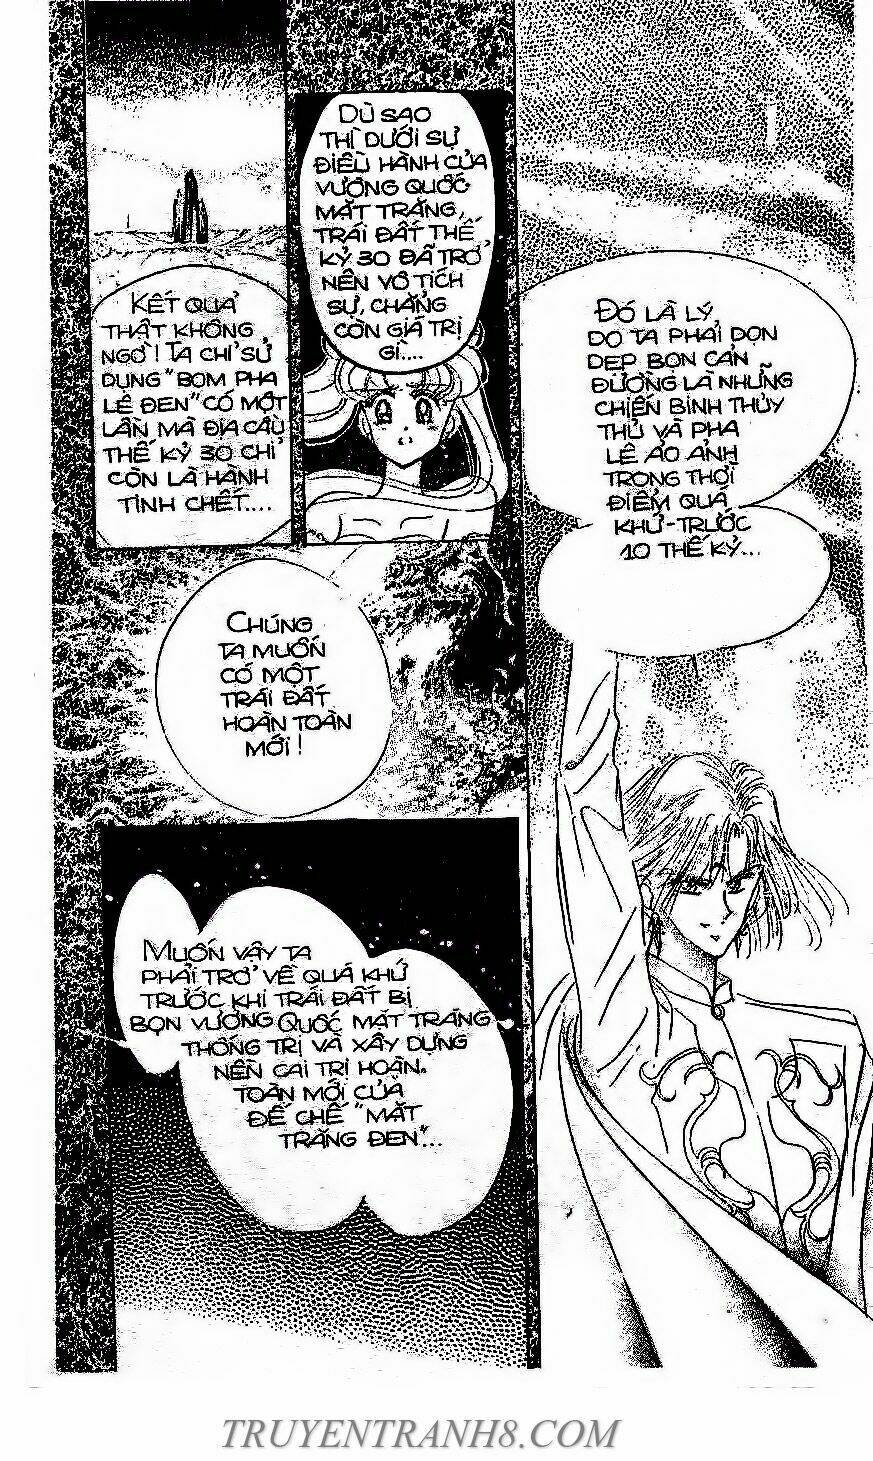 KẾT QUẢ
THẬT KHÔNG
NGỜ! TA CHỈ SỬ
DỤNG "BOM PHA
LÊ ĐEN" CÓ MỘT
LẦN MÀ ĐỊA CẦU
THẾ KỶ 30 CHỈ
CÒN LÀ HÀNH
TINH CHẾT....
DÙ SAO
THÌ DƯỚI SỰ
ĐIỀU HÀNH CỦA
VƯƠNG QUỐC
MẶT TRĂNG,
TRÁI ĐẤT THẾ
KỶ 30 ĐÃ TRỞ
NÊN VÔ TÍCH
SỰ, CHẲNG
CÒN GIÁ TRỊ
GÌ....
CHÚNG
TA MUỐN
CÓ MỘT
TRÁI ĐẤT
HOÀN TOÀN
MỚI!
MUỐN VẬY TA
PHẢI TRỞ VỀ QUÁ KHỨ
TRƯỚC KHI TRÁI ĐẤT BỊ
BỌN VƯƠNG QUỐC MẶT TRĂNG
THỐNG TRỊ VÀ XÂY DỰNG
NÊN CAI TRỊ HOÀN
TOÀN MỚI CỦA
ĐẾ CHẾ "MẶT
TRĂNG ĐEN"...
ĐÓ LÀ LÝ
DO TA PHẢI DỌN
DẸP BỌN CẢN
ĐƯỜNG LÀ NHỮNG
CHIẾN BINH THỦY
THỦ VÀ PHA
LÊ ẢO ẢNH
TRONG THỜI
ĐIỂM QUÁ
KHỨ-TRƯỚC
10 THẾ KỶ...
TRUYENTRANH8.COM